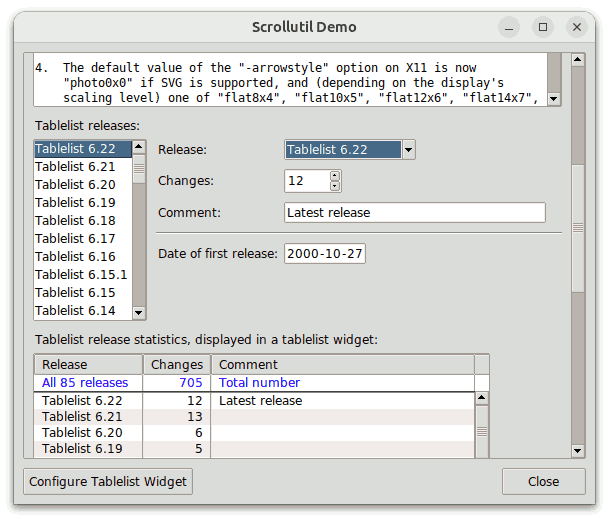 Scrollutil Demo
4. The default value of the "-arrowstyle" option on X11 is now
"photo0x0" if SVG is supported, and (depending on the display's
scaling level) one of "flat8x4", "flat10x5", "flat12x6", "flat14x7",
Tablelist releases:
Tablelist 6.22
Tablelist 6.21
Tablelist 6.20
Tablelist 6.19
Tablelist 6.18
Tablelist 6.17
Tablelist 6.16
Tablelist 6.15.1
Tablelist 6.15
Tablelist 6.14
Release: Tablelist 6.22
Changes: 12
Comment: Latest release
Date of first release: 2000-10-27
Tablelist release statistics, displayed in a tablelist widget:
Release Changes Comment
All 85 releases 705 Total number
Tablelist 6.22 12 Latest release
Tablelist 6.21 13
Tablelist 6.20 6
Tablelist 6.19 5
Configure Tablelist Widget Close